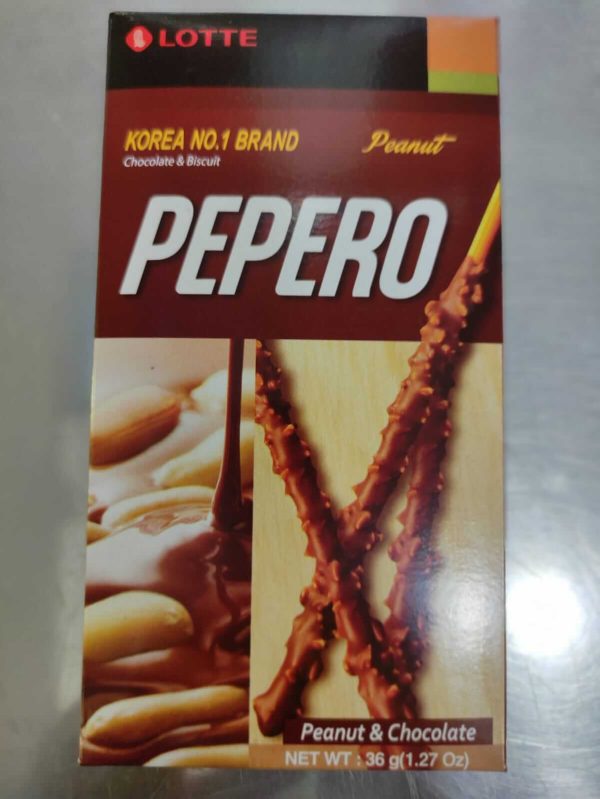 LOTTE
KOREA NO.1 BRAND
Peanut
Chocolate & Biscuit
PEPERO
Peanut & Chocolate
NET WT : 36 g(1.27 Oz)